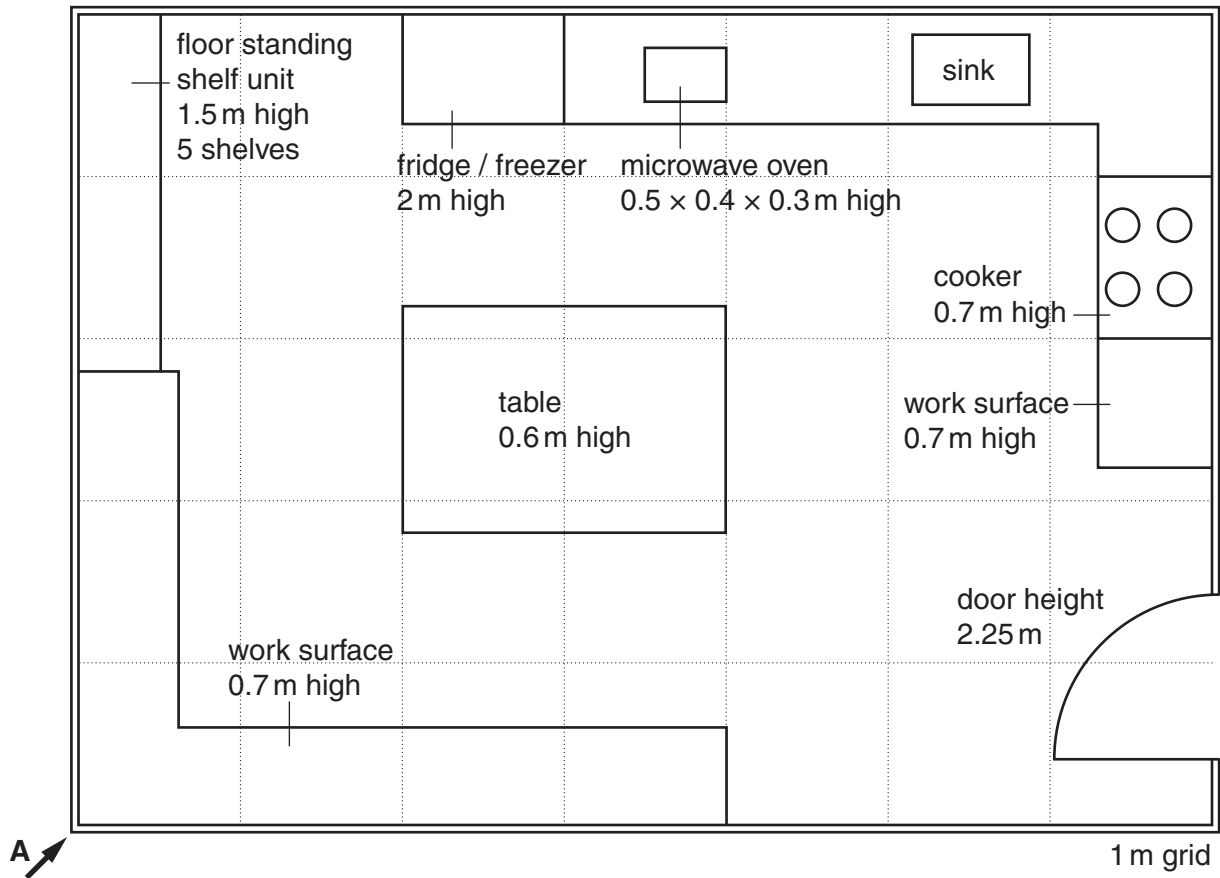 floor standing
shelf unit
1.5 m high
5 shelves
sink
fridge / freezer
2 m high
microwave oven
0.5 × 0.4 × 0.3 m high
cooker
0.7 m high
table
0.6 m high
work surface
0.7 m high
door height
2.25 m
work surface
0.7 m high
A
1 m grid